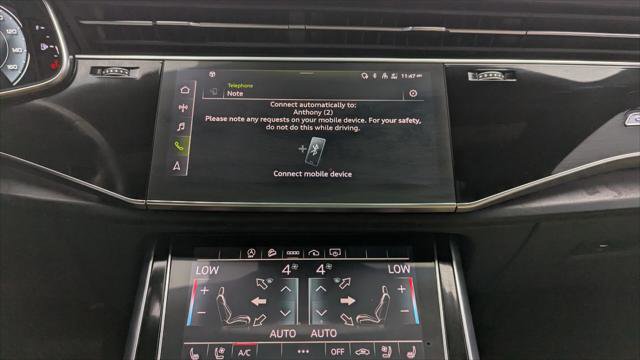 11:47
Telephone
Note
Connect automatically to:
Anthony (2)
Please note any requests on your mobile device. For your safety,
do not do this while driving.
Connect mobile device
LOW 4 4 LOW
AUTO AUTO
A/C ••• OFF